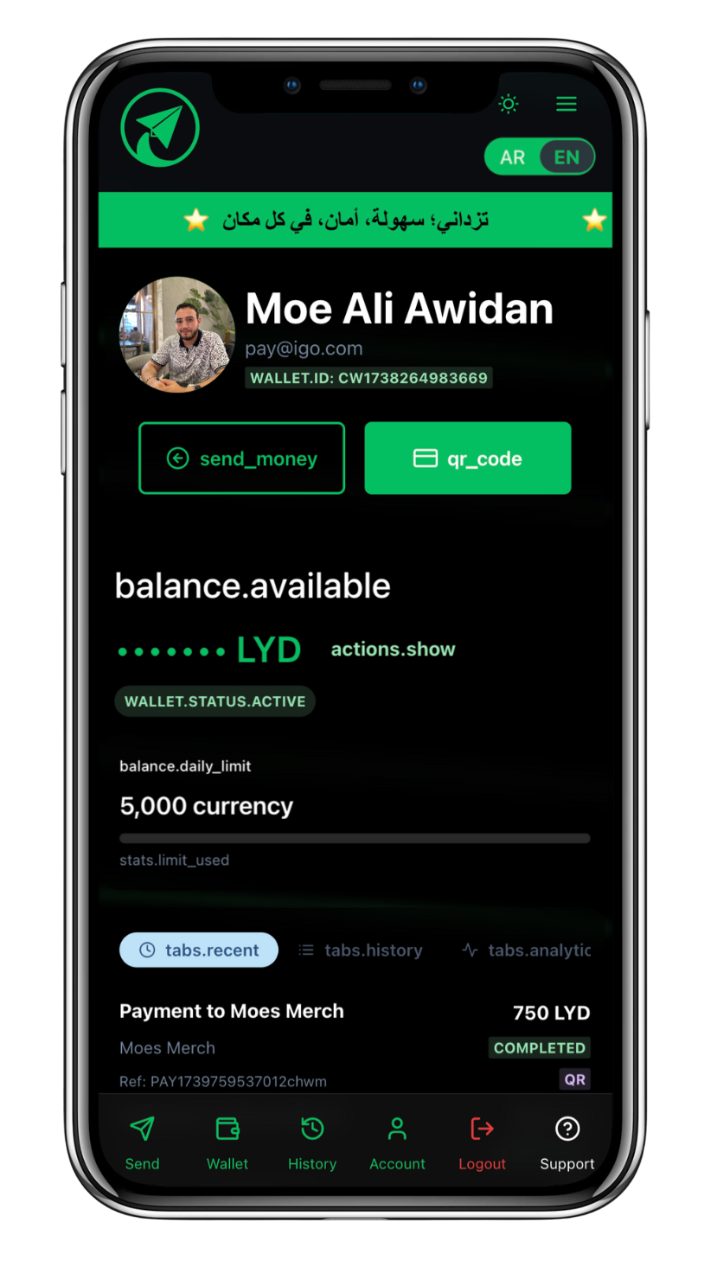 AR EN
⭐ تزداني؛ سهولة، أمان، في كل مكان ⭐
Moe Ali Awidan
pay@igo.com
WALLET.ID: CW1738264983669
send_money
qr_code
balance.available
••••••• LYD actions.show
WALLET.STATUS.ACTIVE
balance.daily_limit
5,000 currency
stats.limit_used
tabs.recent tabs.history tabs.analytic
Payment to Moes Merch 750 LYD
Moes Merch COMPLETED
Ref: PAY1739759537012chwm QR
Send Wallet History Account Logout Support